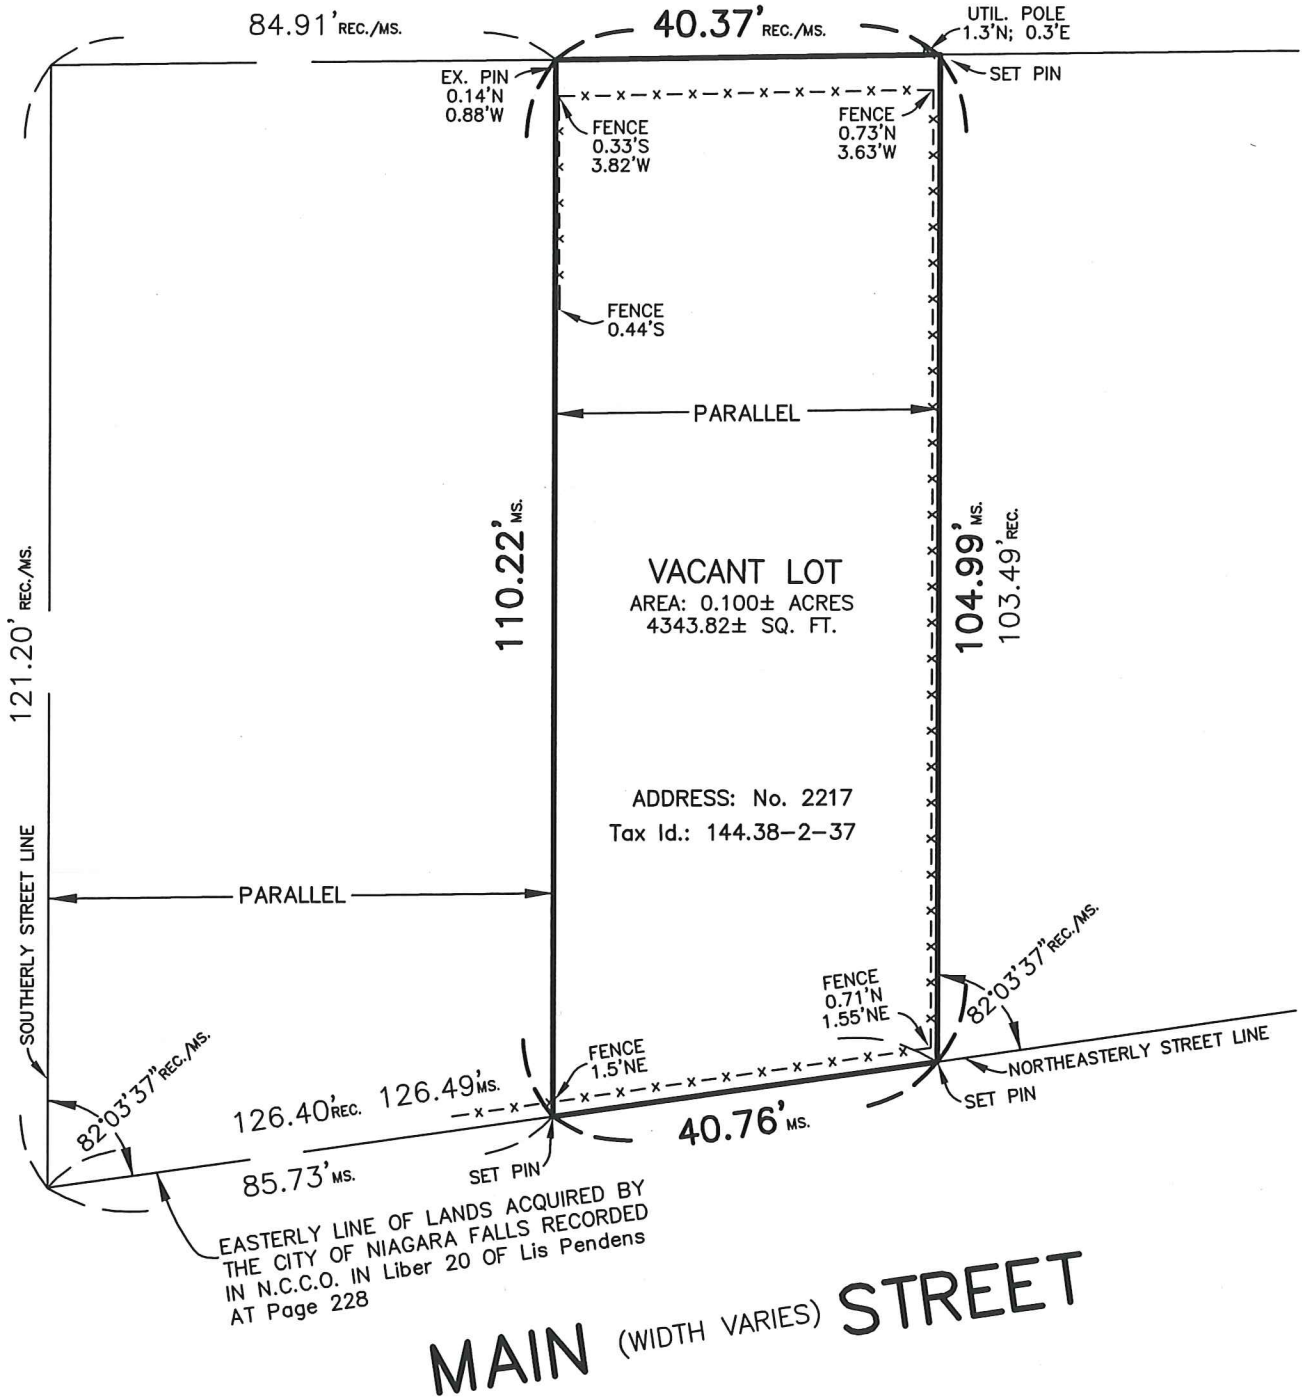 84.91' REC./MS.
40.37' REC./MS.
UTIL. POLE
1.3'N; 0.3'E
EX. PIN
0.14'N
0.88'W
SET PIN
FENCE
0.33'S
3.82'W
FENCE
0.73'N
3.63'W
FENCE
0.44'S
PARALLEL
121.20' REC./MS.
110.22' MS.
104.99' MS.
103.49' REC.
VACANT LOT
AREA: 0.100± ACRES
4343.82± SQ. FT.
ADDRESS: No. 2217
Tax Id.: 144.38-2-37
SOUTHERLY STREET LINE
PARALLEL
82°03'37" REC./MS.
82°03'37" REC./MS.
FENCE
0.71'N
1.55'NE
FENCE
1.5'NE
NORTHEASTERLY STREET LINE
SET PIN
126.40' REC. 126.49' MS.
40.76' MS.
85.73' MS.
SET PIN
EASTERLY LINE OF LANDS ACQUIRED BY
THE CITY OF NIAGARA FALLS RECORDED
IN N.C.C.O. IN Liber 20 OF Lis Pendens
AT Page 228
MAIN (WIDTH VARIES) STREET